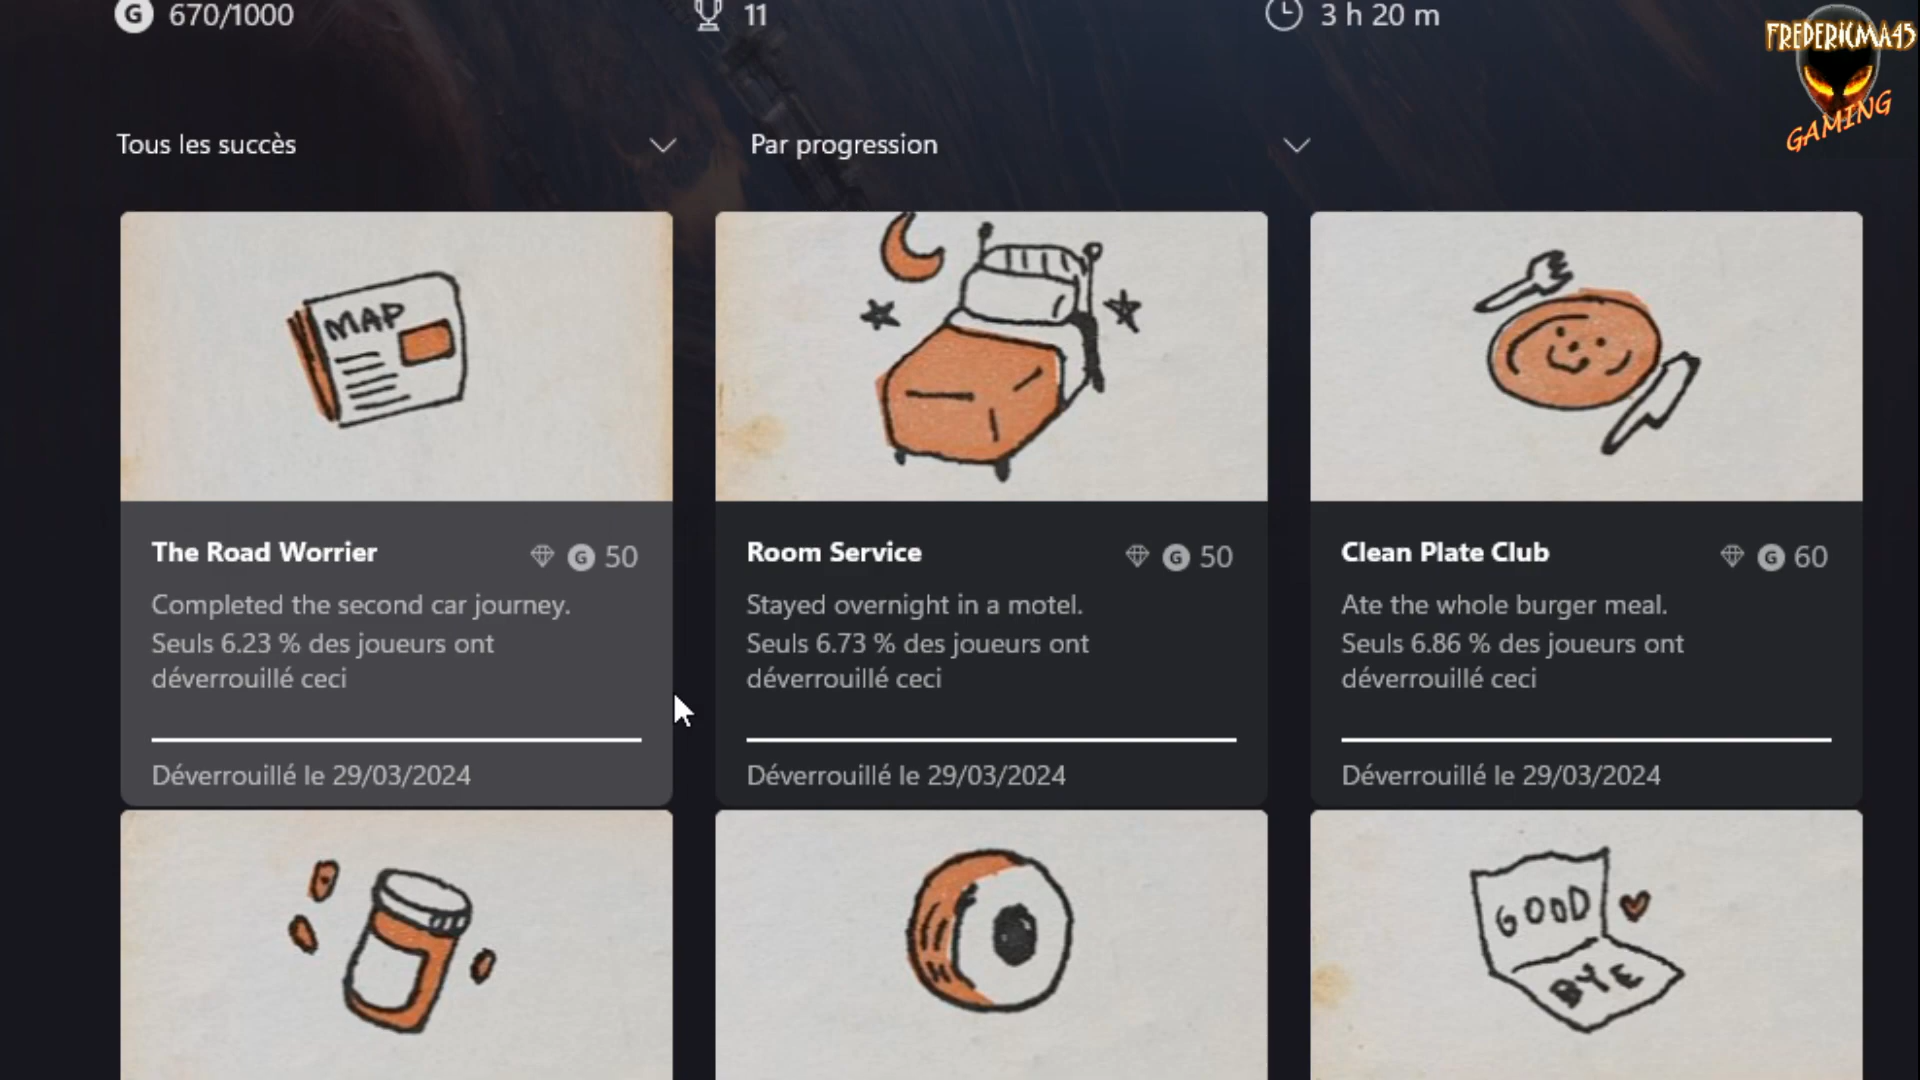 G 670/1000
11
3 h 20 m
FREDERICMA45
GAMING
Tous les succès
Par progression
MAP
The Road Worrier
G 50
Completed the second car journey.
Seuls 6.23 % des joueurs ont
déverrouillé ceci
Déverrouillé le 29/03/2024
Room Service
G 50
Stayed overnight in a motel.
Seuls 6.73 % des joueurs ont
déverrouillé ceci
Déverrouillé le 29/03/2024
Clean Plate Club
G 60
Ate the whole burger meal.
Seuls 6.86 % des joueurs ont
déverrouillé ceci
Déverrouillé le 29/03/2024
GOOD
BYE